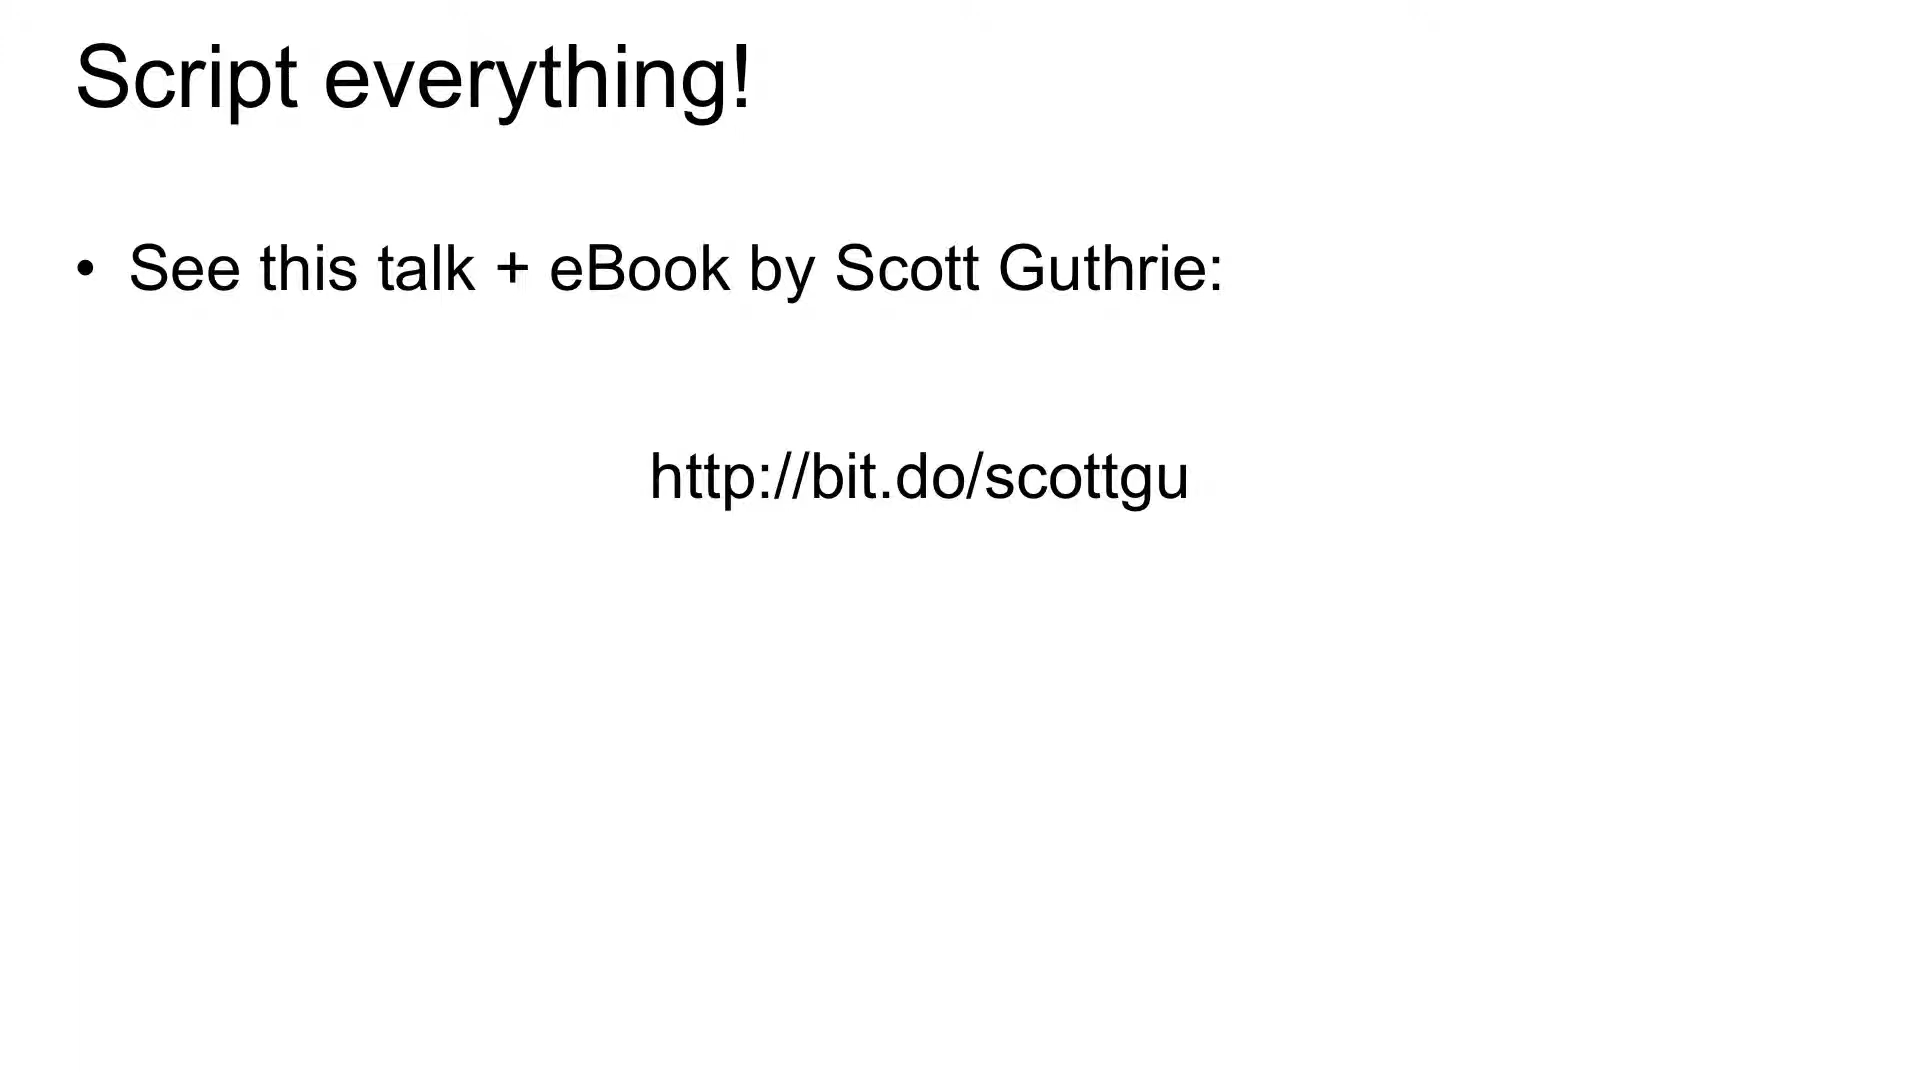 Script everything!
• See this talk + eBook by Scott Guthrie:
http://bit.do/scottgu